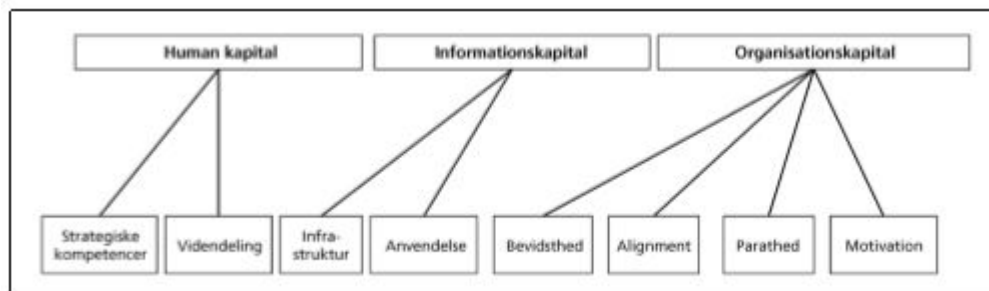 Human kapital
Informationskapital
Organisationskapital
Strategiske
kompetencer
Videndeling
Infra-
struktur
Anvendelse
Bevidsthed
Alignment
Parathed
Motivation